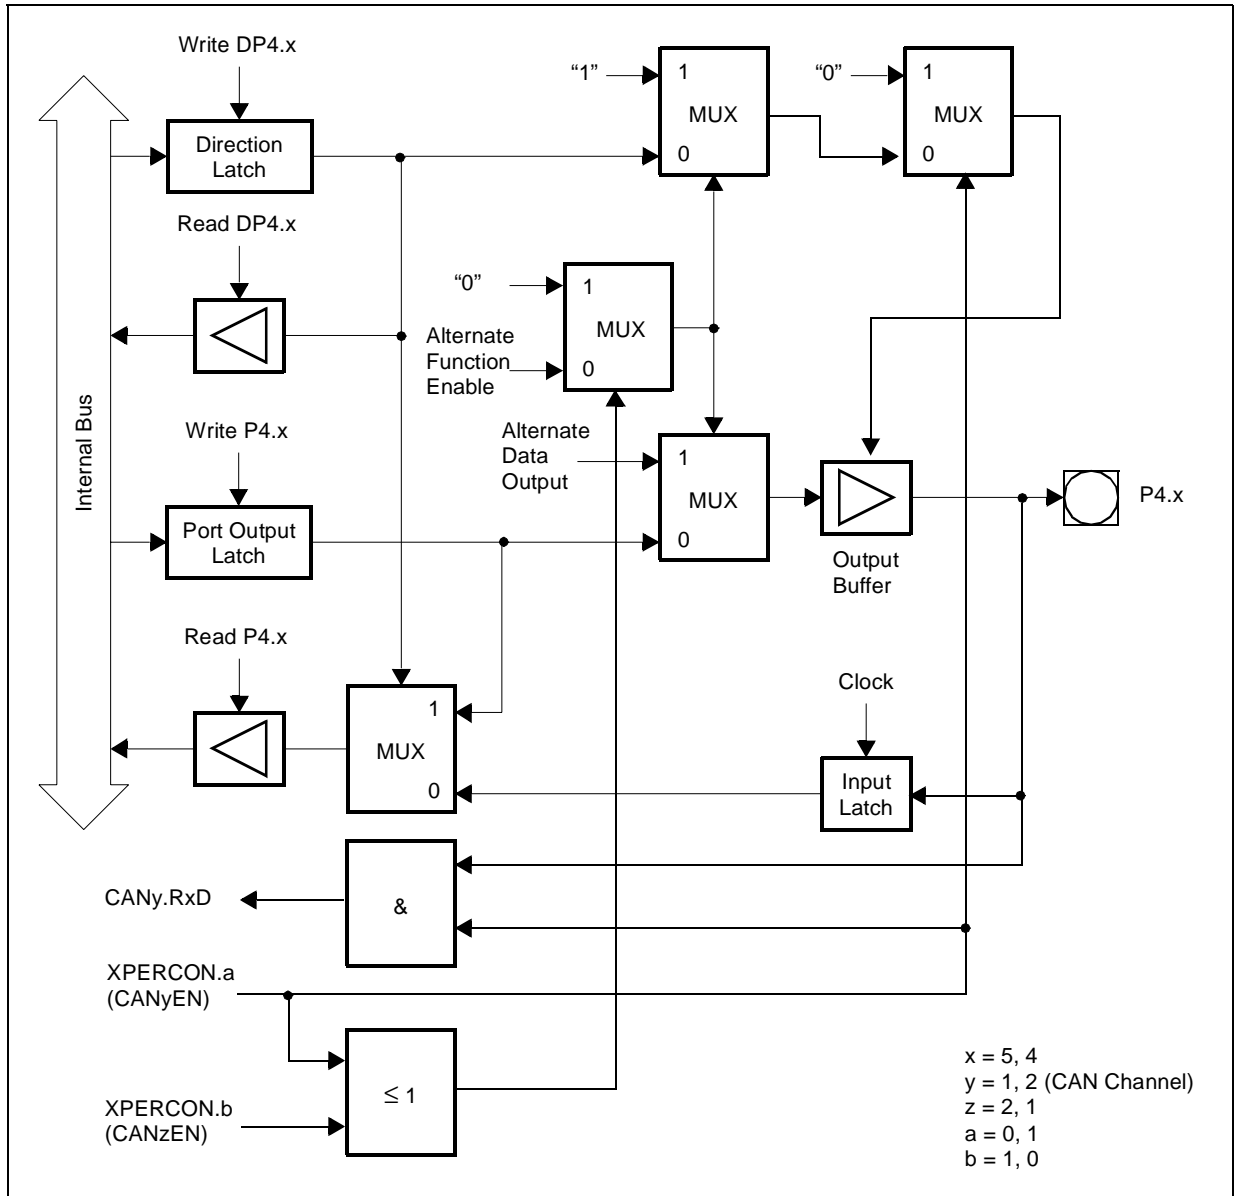 Write DP4.x
“1”
1
MUX
0
“0”
1
MUX
0
Direction
Latch
Read DP4.x
“0”
1
MUX
0
Alternate
Function
Enable
Internal Bus
Write P4.x
Alternate
Data
Output
1
MUX
0
P4.x
Port Output
Latch
Output
Buffer
Read P4.x
Clock
1
MUX
0
Input
Latch
CANy.RxD
&
XPERCON.a
(CANyEN)
≤ 1
XPERCON.b
(CANzEN)
x = 5, 4
y = 1, 2 (CAN Channel)
z = 2, 1
a = 0, 1
b = 1, 0